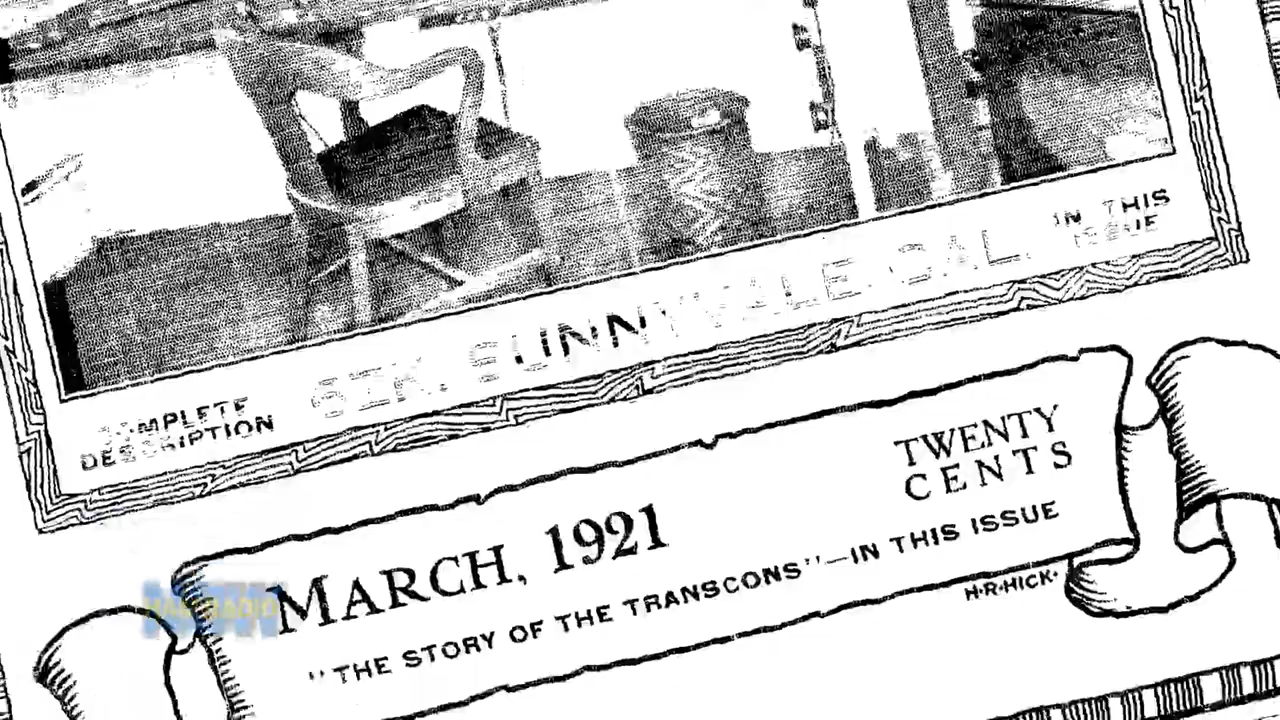 IN THIS
ISSUE
6ZK. SUNNYVALE. CAL.
COMPLETE
DESCRIPTION
TWENTY
CENTS
MARCH, 1921
"THE STORY OF THE TRANSCONS"—IN THIS ISSUE
H·R·HICK·